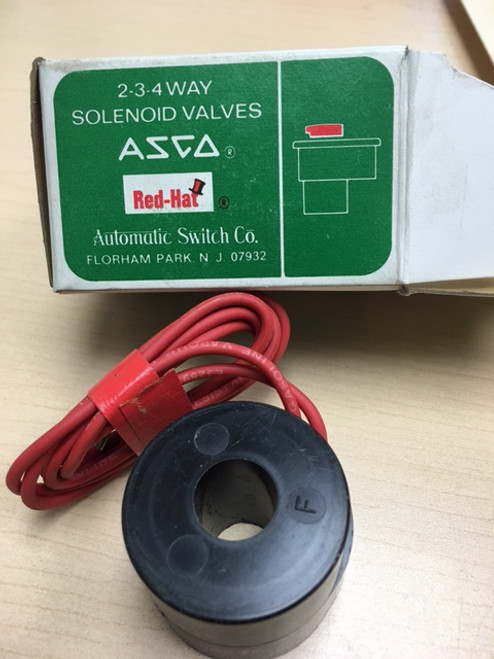 2-3-4 WAY
SOLENOID VALVES
ASCO ®
Red-Hat ®
Automatic Switch Co.
FLORHAM PARK, N. J. 07932
F